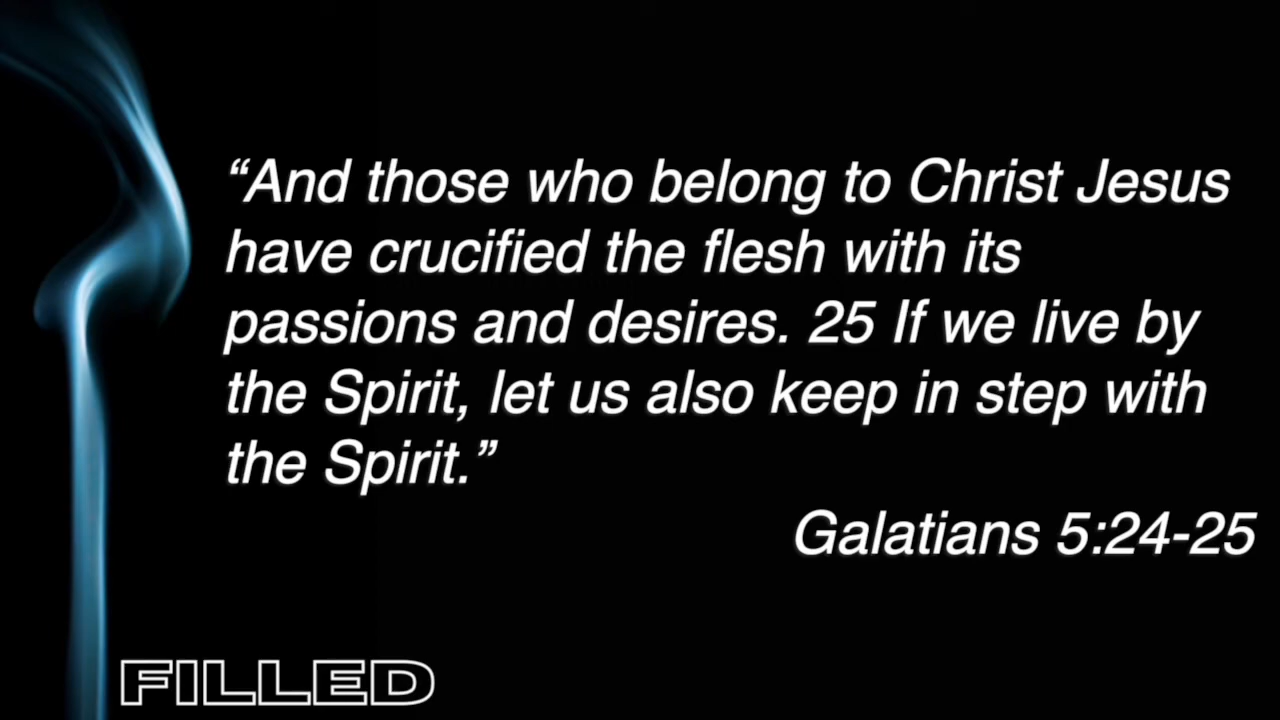 “And those who belong to Christ Jesus
have crucified the flesh with its
passions and desires. 25 If we live by
the Spirit, let us also keep in step with
the Spirit.”
Galatians 5:24-25
FILLED